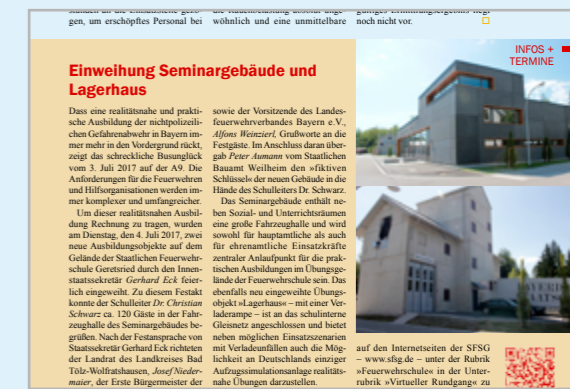 gen, um erschöpftes Personal bei
wöhnlich und eine unmittelbare
noch nicht vor.
INFOS +
TERMINE
Einweihung Seminargebäude und
Lagerhaus
Dass eine realitätsnahe und prakti-
sche Ausbildung der nichtpolizeili-
chen Gefahrenabwehr in Bayern im-
mer mehr in den Vordergrund rückt,
zeigt das schreckliche Busunglück
vom 3. Juli 2017 auf der A9. Die
Anforderungen für die Feuerwehren
und Hilfsorganisationen werden im-
mer komplexer und umfangreicher.
Um dieser realitätsnahen Ausbil-
dung Rechnung zu tragen, wurden
am Dienstag, den 4. Juli 2017, zwei
neue Ausbildungsobjekte auf dem
Gelände der Staatlichen Feuerwehr-
schule Geretsried durch den Innen-
staatssekretär Gerhard Eck feier-
lich eingeweiht. Zu diesem Festakt
konnte der Schulleiter Dr. Christian
Schwarz ca. 120 Gäste in der Fahr-
zeughalle des Seminargebäudes be-
grüßen. Nach der Festansprache von
Staatssekretär Gerhard Eck richteten
der Landrat des Landkreises Bad
Tölz-Wolfratshausen, Josef Nieder-
maier, der Erste Bürgermeister der
sowie der Vorsitzende des Landes-
feuerwehrverbandes Bayern e.V.,
Alfons Weinzierl, Grußworte an die
Festgäste. Im Anschluss daran über-
gab Peter Aumann vom Staatlichen
Bauamt Weilheim den »fiktiven
Schlüssel« der neuen Gebäude in die
Hände des Schulleiters Dr. Schwarz.
Das Seminargebäude enthält ne-
ben Sozial- und Unterrichtsräumen
eine große Fahrzeughalle und wird
sowohl für hauptamtliche als auch
für ehrenamtliche Einsatzkräfte
zentraler Anlaufpunkt für die prak-
tischen Ausbildungen im Übungsge-
lände der Feuerwehrschule sein. Das
ebenfalls neu eingeweihte Übungs-
objekt »Lagerhaus« – mit einer Ver-
laderampe – ist an das schulinterne
Gleisnetz angeschlossen und bietet
neben möglichen Einsatzszenarien
mit Verladeunfällen auch die Mög-
lichkeit an Deutschlands einziger
Aufzugssimulationsanlage realitäts-
nahe Übungen darzustellen.
auf den Internetseiten der SFSG
– www.sfsg.de – unter der Rubrik
»Feuerwehrschule« in der Unter-
rubrik »Virtueller Rundgang« zu